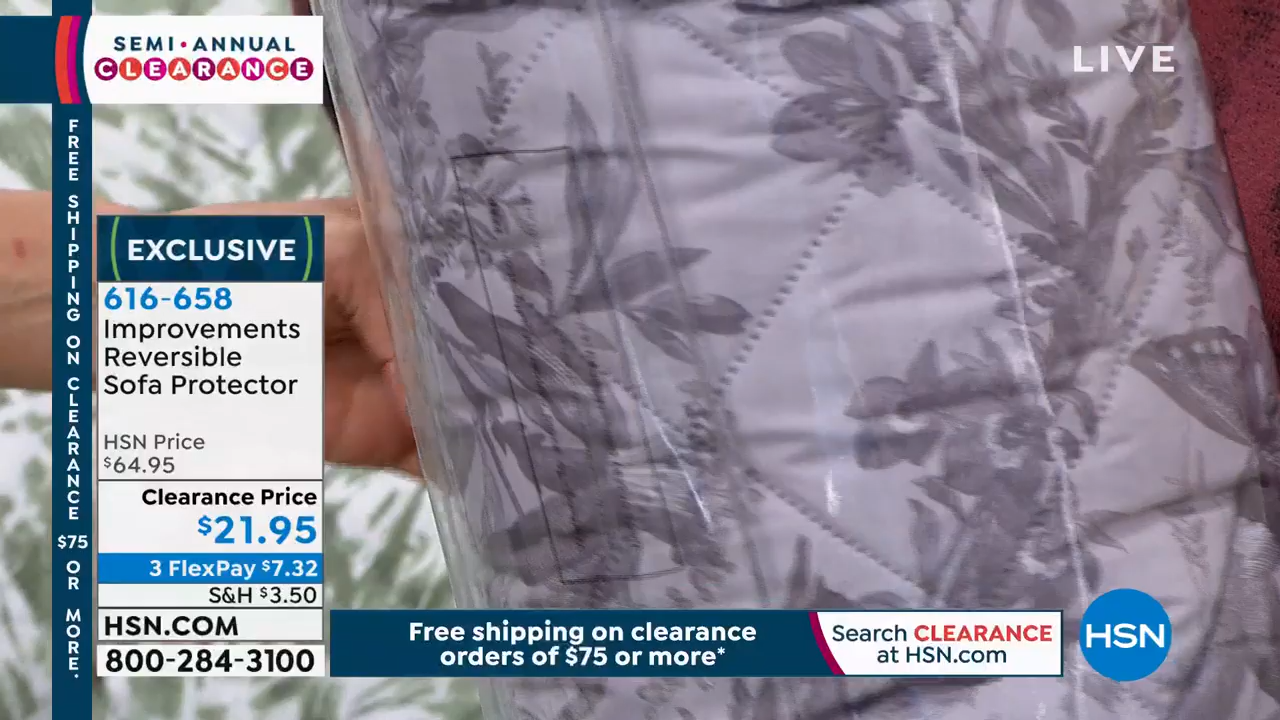 SEMI•ANNUAL
CLEARANCE
LIVE
FREE SHIPPING ON CLEARANCE $75 OR MORE.
(EXCLUSIVE)
616-658
Improvements
Reversible
Sofa Protector
HSN Price
$64.95
Clearance Price
$21.95
3 FlexPay $7.32
S&H $3.50
HSN.COM
800-284-3100
Free shipping on clearance
orders of $75 or more*
Search CLEARANCE
at HSN.com
HSN